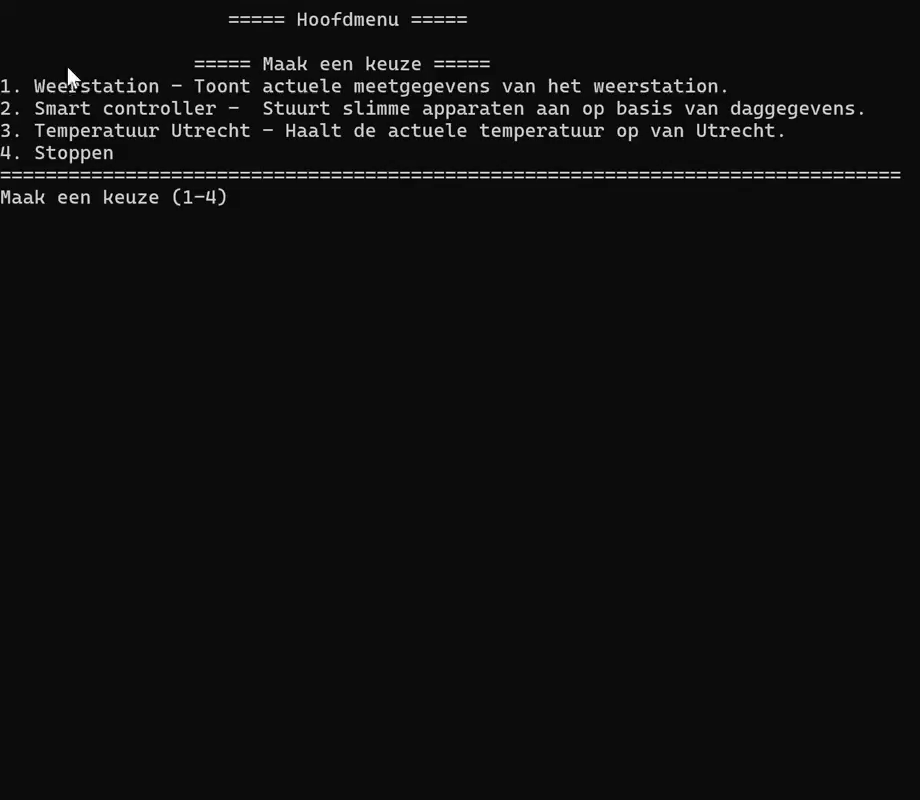 ===== Hoofdmenu =====
===== Maak een keuze =====
1. Weerstation - Toont actuele meetgegevens van het weerstation.
2. Smart controller -  Stuurt slimme apparaten aan op basis van daggegevens.
3. Temperatuur Utrecht - Haalt de actuele temperatuur op van Utrecht.
4. Stoppen
===============================================================================
Maak een keuze (1-4)